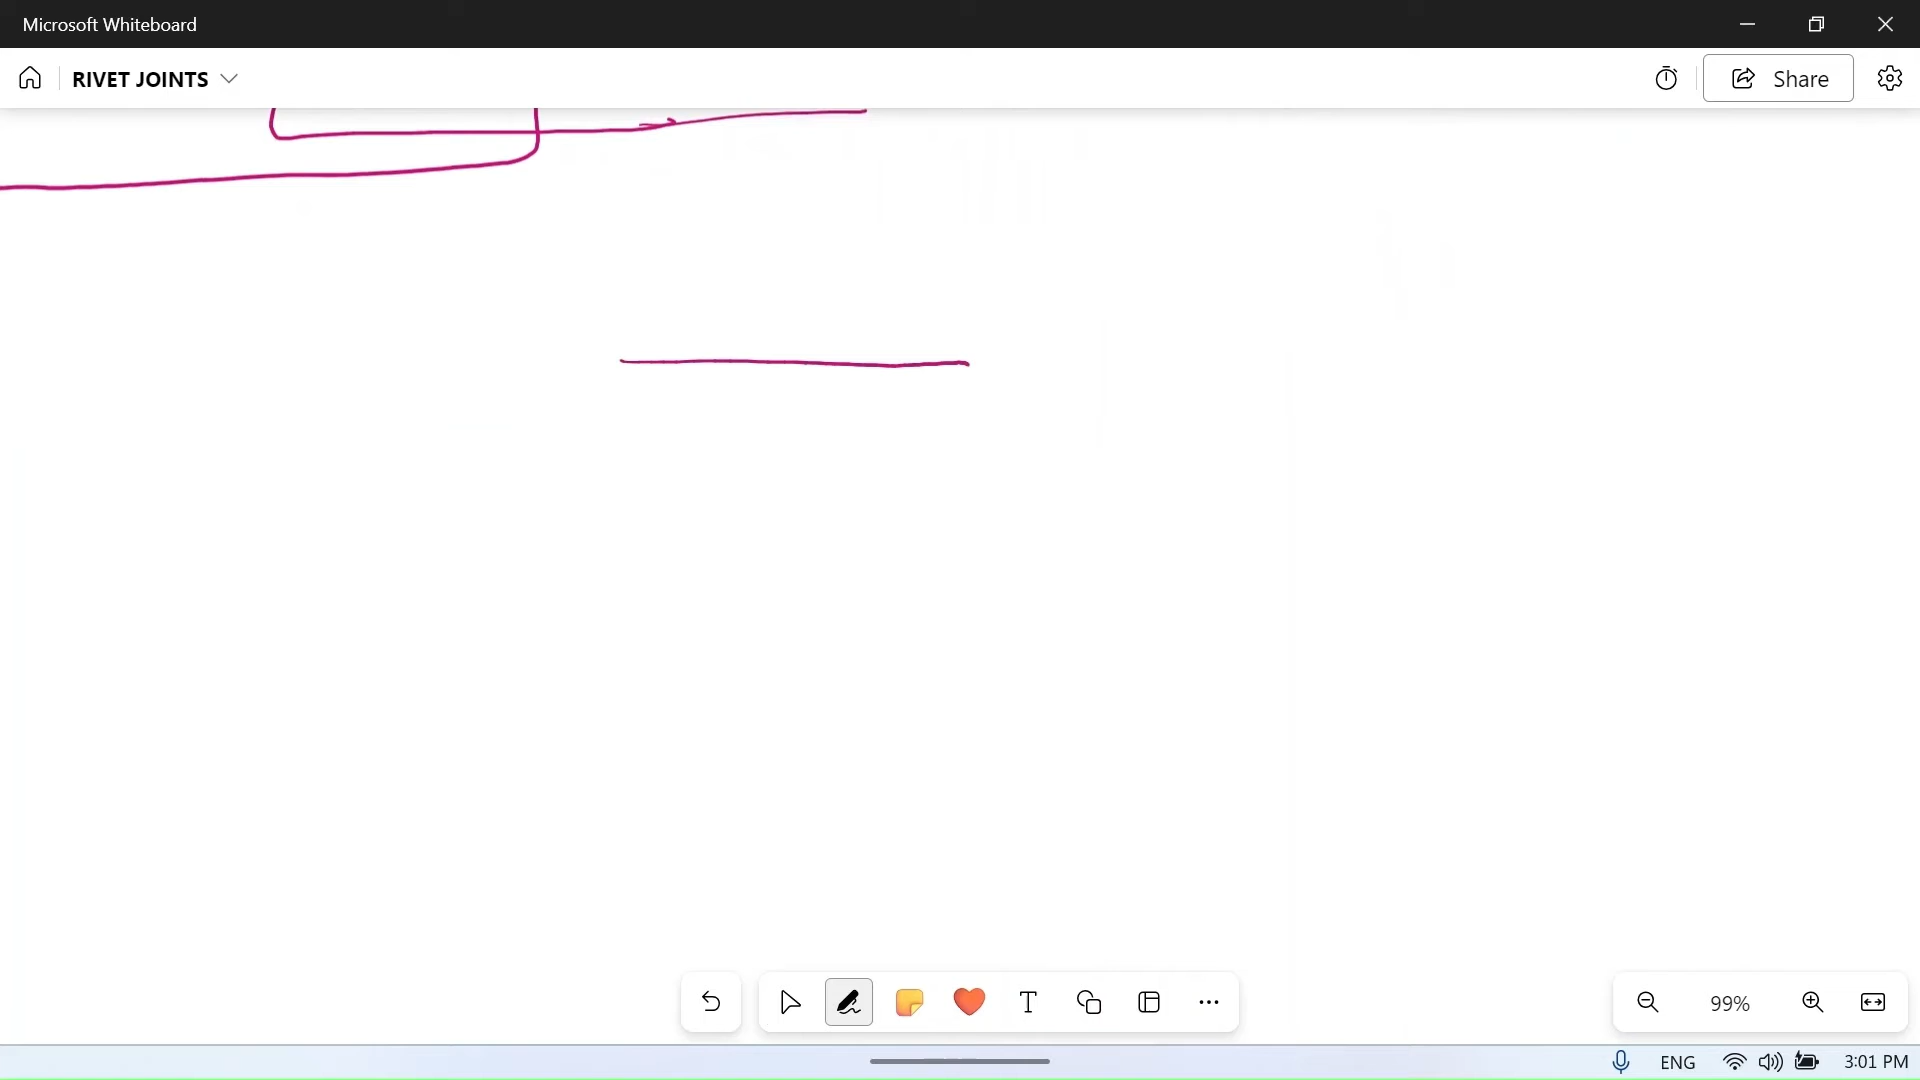 Microsoft Whiteboard
RIVET JOINTS
Share
T
99%
ENG
3:01 PM